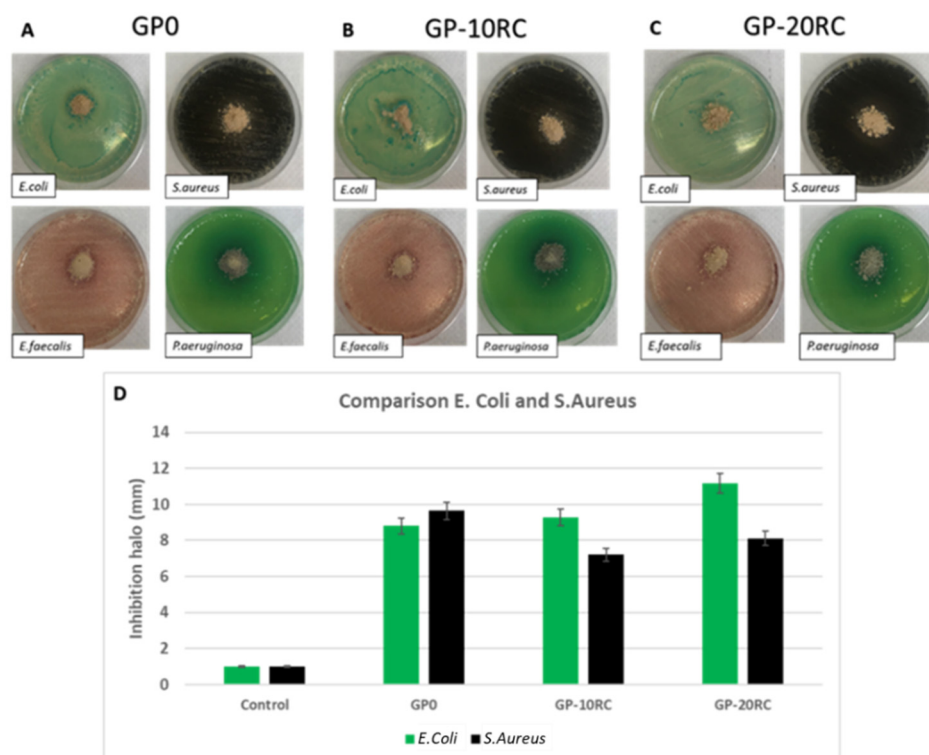 A GP0
B GP-10RC
C GP-20RC
E.coli
S.aureus
E.coli
S.aureus
E.coli
S.aureus
E.faecalis
P.aeruginosa
E.faecalis
P.aeruginosa
E.faecalis
P.aeruginosa
D
Comparison E. Coli and S.Aureus
Inhibition halo (mm)
14
12
10
8
6
4
2
0
Control GP0 GP-10RC GP-20RC
E.Coli S.Aureus